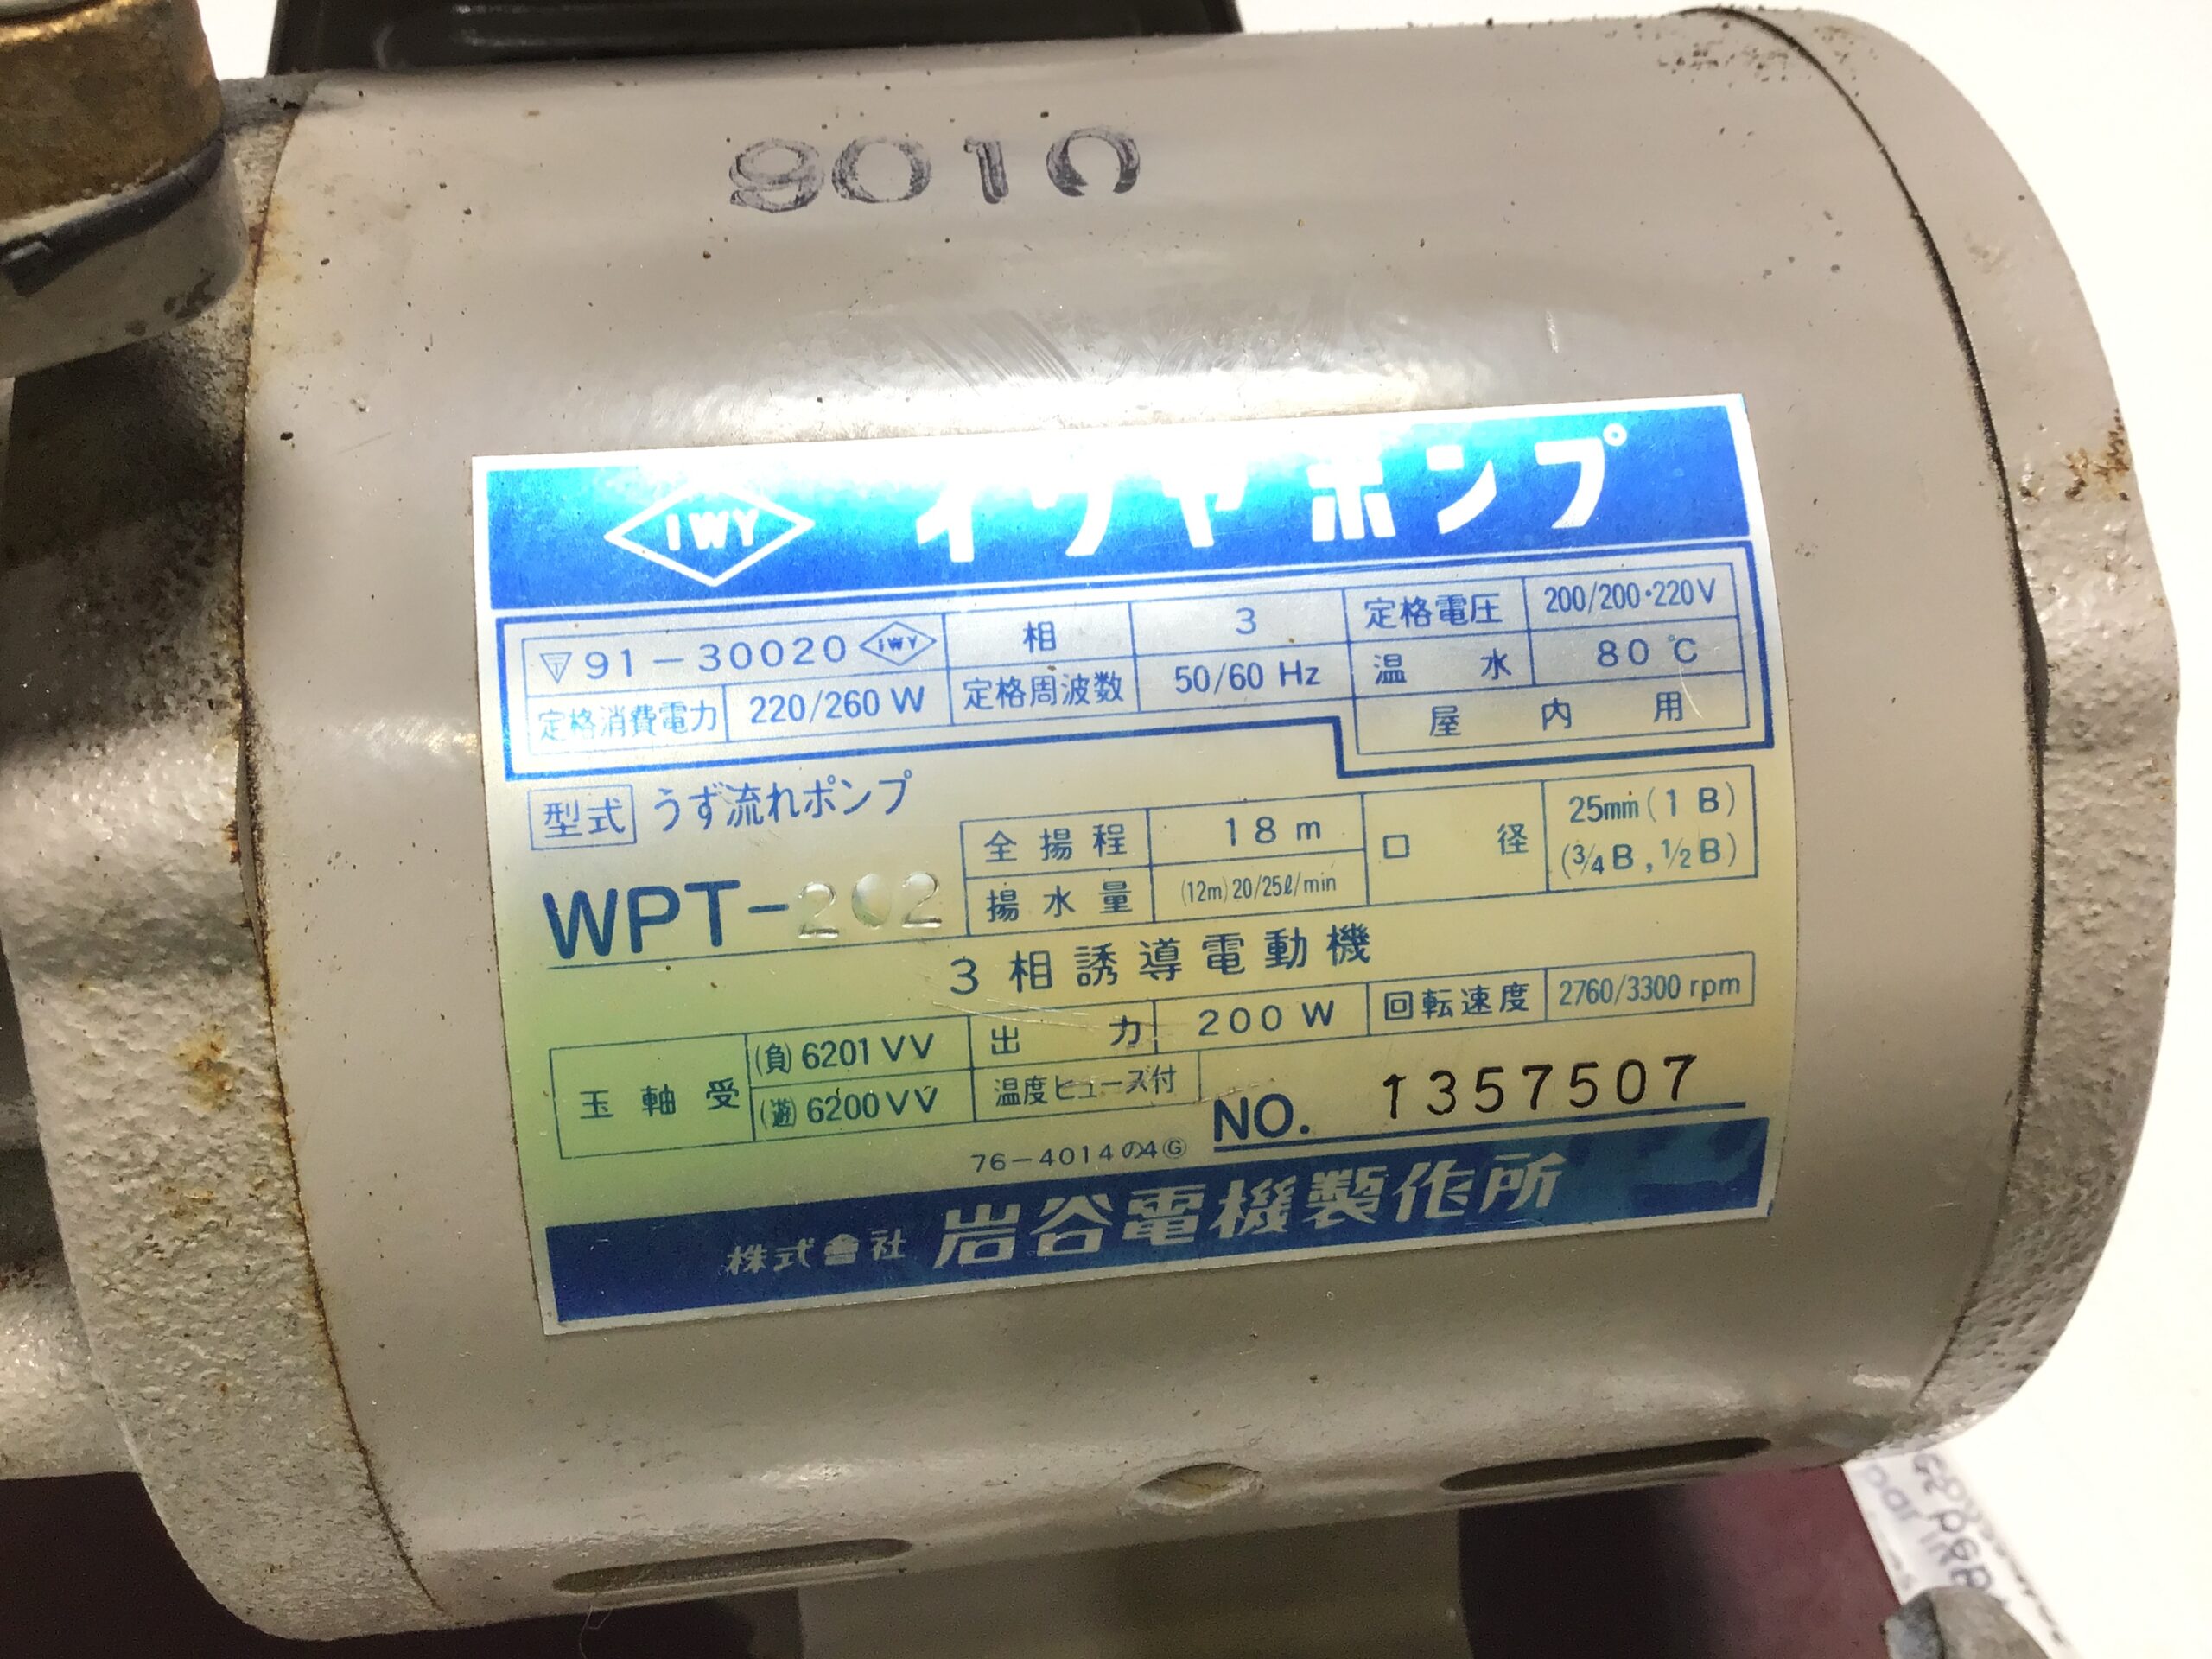 9010
IWY イワヤポンプ
▽91-30020 IWY 相 3 定格電圧 200/200・220V
定格消費電力 220/260 W 定格周波数 50/60 Hz 温水 80℃
屋内用
型式 うず流れポンプ
WPT-202
全揚程 18 m 口径 25mm(1 B)
(3/4B,1/2B)
揚水量 (12m)20/25ℓ/min
3相誘導電動機
玉軸受 (負)6201VV 出力 200W 回転速度 2760/3300 rpm
(遊)6200VV 温度ヒューズ付
NO. 1357507
76-4014の4Ⓖ
株式會社 岩谷電機製作所